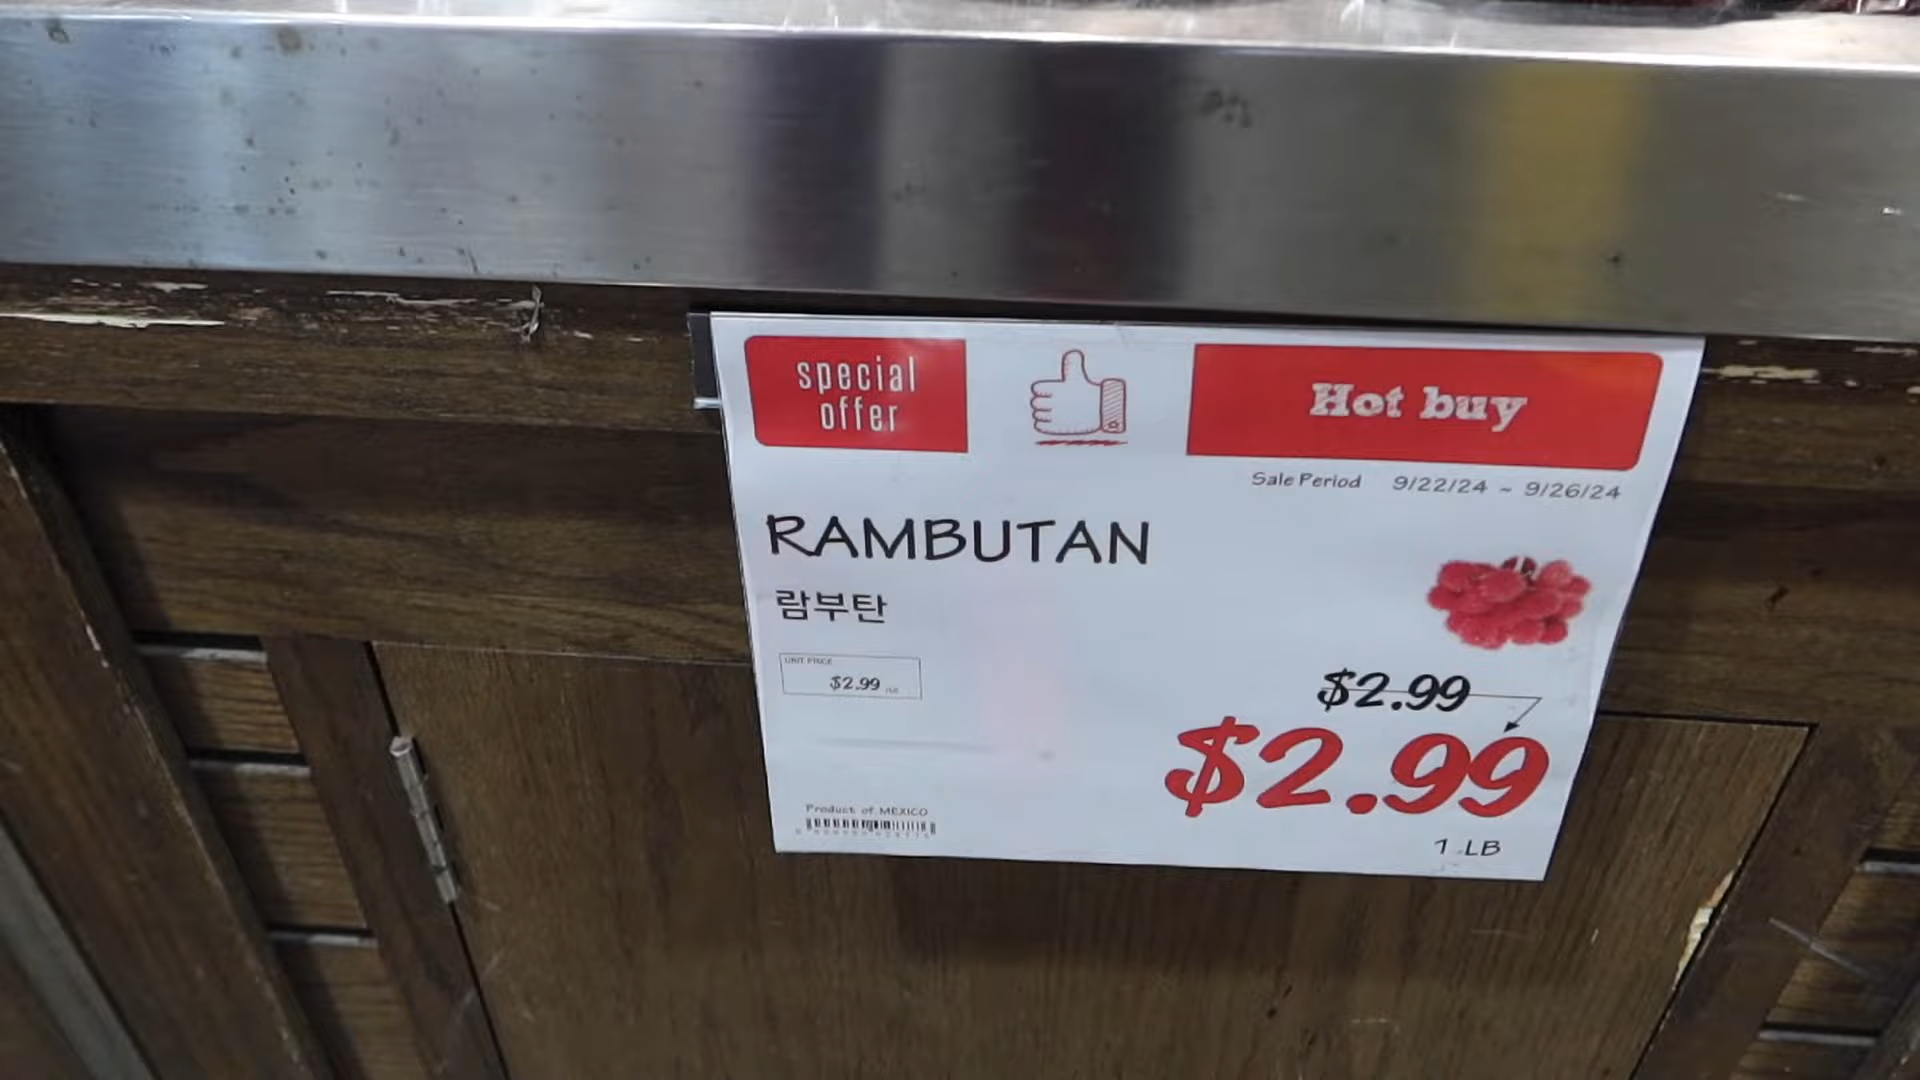 special
offer
Hot buy
Sale Period 9/22/24 ~ 9/26/24
RAMBUTAN
람부탄
UNIT PRICE
$2.99
$2.99
$2.99
Product of MEXICO
1 LB